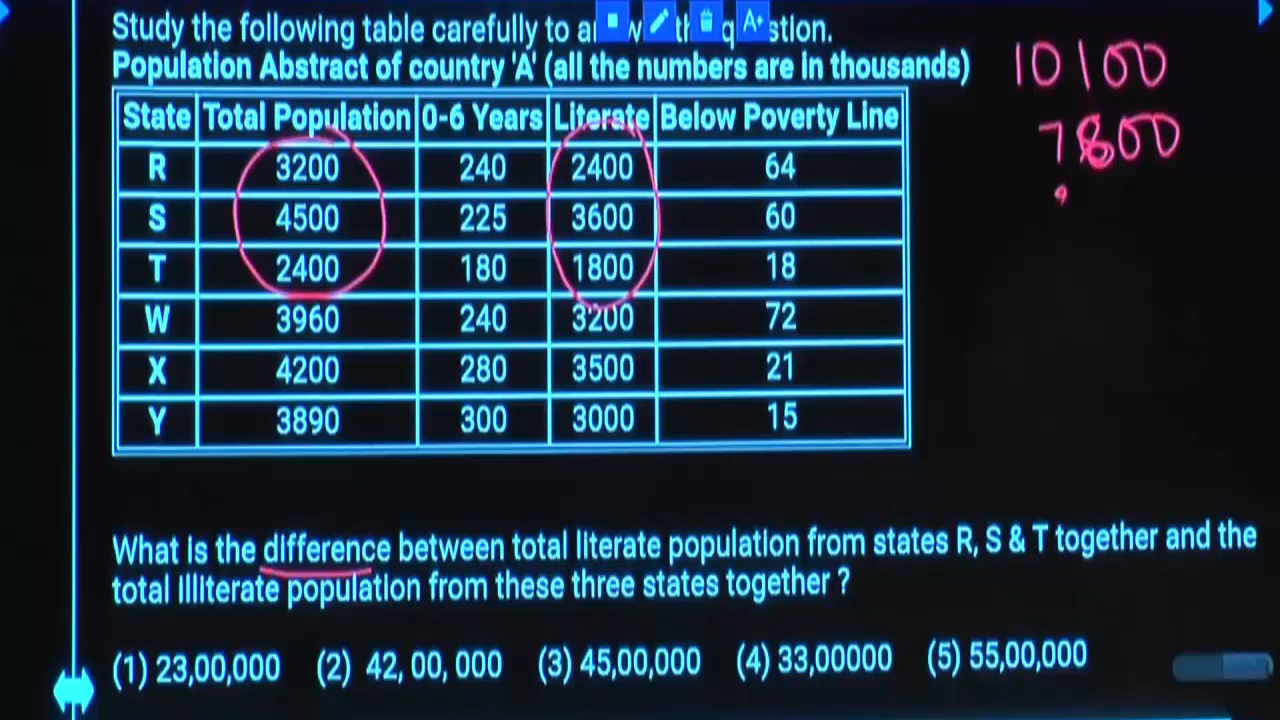 Study the following table carefully to stion.
Population Abstract of country 'A' (all the numbers are in thousands)
State Total Population 0-6 Years Literate Below Poverty Line
R 3200 240 2400 64
S 4500 225 3600 60
T 2400 180 1800 18
W 3960 240 3200 72
X 4200 280 3500 21
Y 3890 300 3000 15
What is the difference between total literate population from states R, S & T together and the
total Illiterate population from these three states together ?
(1) 23,00,000 (2) 42, 00, 000 (3) 45,00,000 (4) 33,00000 (5) 55,00,000
A+
10100
7800